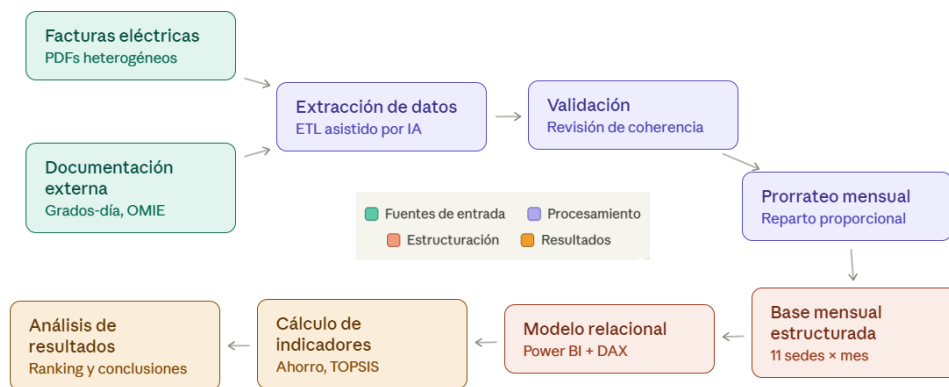 Facturas eléctricas
PDFs heterogéneos
Extracción de datos
ETL asistido por IA
Validación
Revisión de coherencia
Documentación
externa
Grados-día, OMIE
Prorrateo mensual
Reparto proporcional
Fuentes de entrada
Procesamiento
Estructuración
Resultados
Base mensual
estructurada
11 sedes × mes
Modelo relacional
Power BI + DAX
Cálculo de
indicadores
Ahorro, TOPSIS
Análisis de
resultados
Ranking y conclusiones